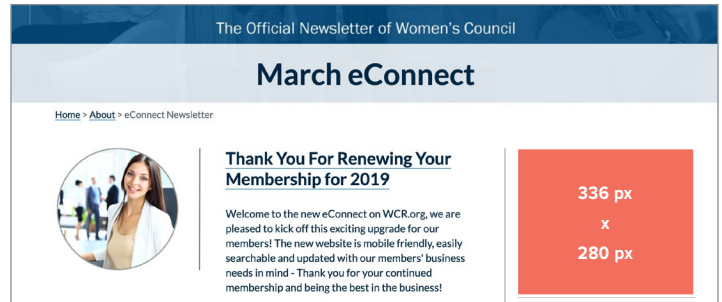 The Official Newsletter of Women's Council
March eConnect
Home > About > eConnect Newsletter
Thank You For Renewing Your
Membership for 2019
Welcome to the new eConnect on WCR.org, we are
pleased to kick off this exciting upgrade for our
members! The new website is mobile friendly, easily
searchable and updated with our members' business
needs in mind - Thank you for your continued
membership and being the best in the business!
336 px
x
280 px